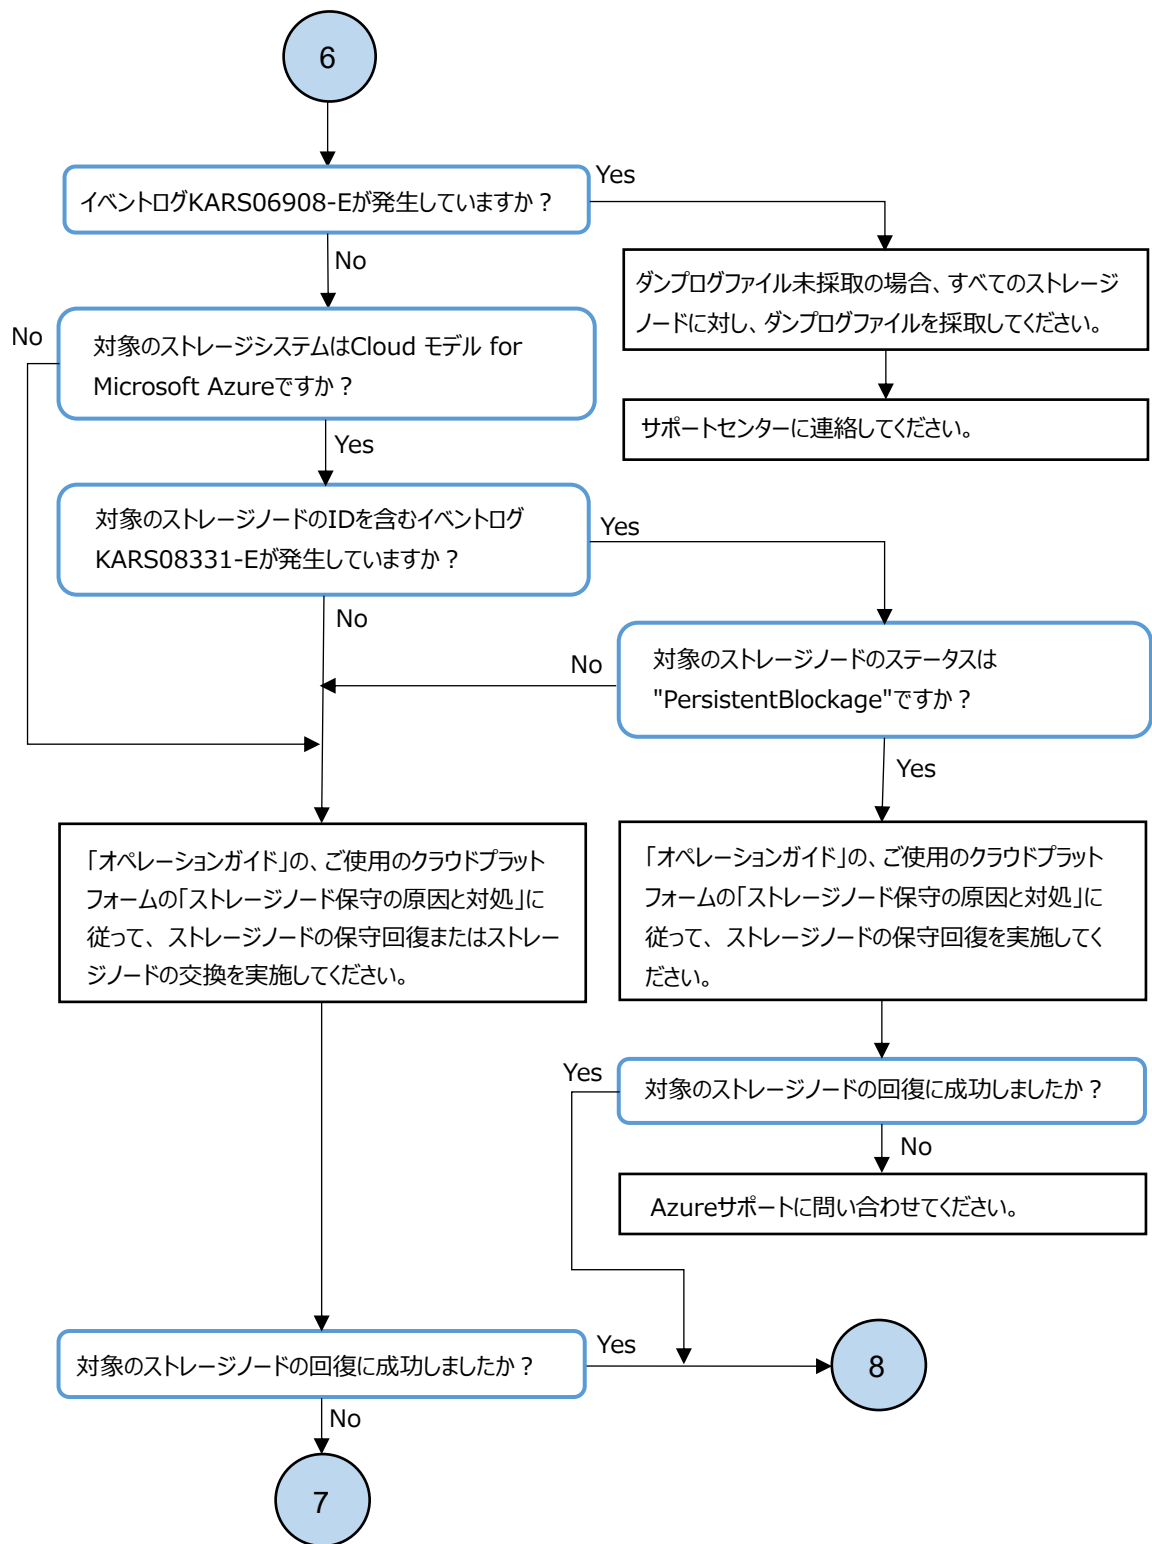 6
イベントログKARS06908-Eが発生していますか？
Yes
No
ダンプログファイル未採取の場合、すべてのストレージ
ノードに対し、ダンプログファイルを採取してください。
No
対象のストレージシステムはCloud モデル for
Microsoft Azureですか？
サポートセンターに連絡してください。
Yes
対象のストレージノードのIDを含むイベントログ
KARS08331-Eが発生していますか？
Yes
No
対象のストレージノードのステータスは
"PersistentBlockage"ですか？
No
Yes
「オペレーションガイド」の、ご使用のクラウドプラット
フォームの「ストレージノード保守の原因と対処」に
従って、ストレージノードの保守回復またはストレー
ジノードの交換を実施してください。
「オペレーションガイド」の、ご使用のクラウドプラット
フォームの「ストレージノード保守の原因と対処」に
従って、ストレージノードの保守回復を実施してく
ださい。
Yes
対象のストレージノードの回復に成功しましたか？
No
Azureサポートに問い合わせてください。
対象のストレージノードの回復に成功しましたか？
Yes
8
No
7